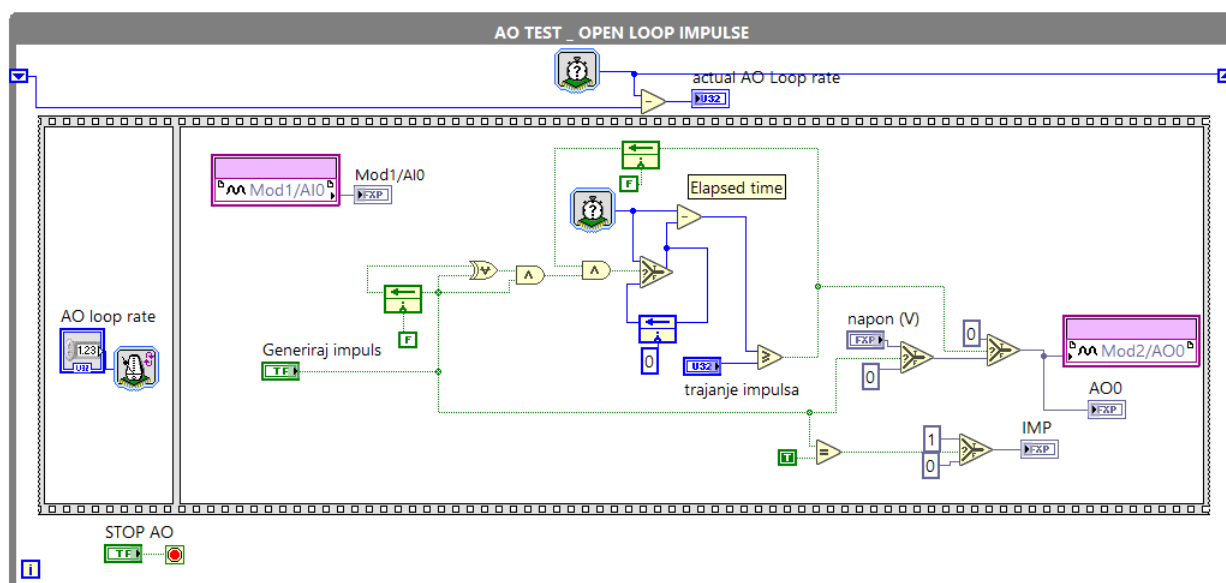 AO TEST _ OPEN LOOP IMPULSE
actual AO Loop rate
U32
Mod1/AI0
Mod1/AI0
FXP
F
Elapsed time
AO loop rate
1.23
U32
F
Generiraj impuls
TF
0
U32
trajanje impulsa
napon (V)
FXP
0
0
Mod2/AO0
AO0
FXP
T
1
0
IMP
FXP
STOP AO
TF
i